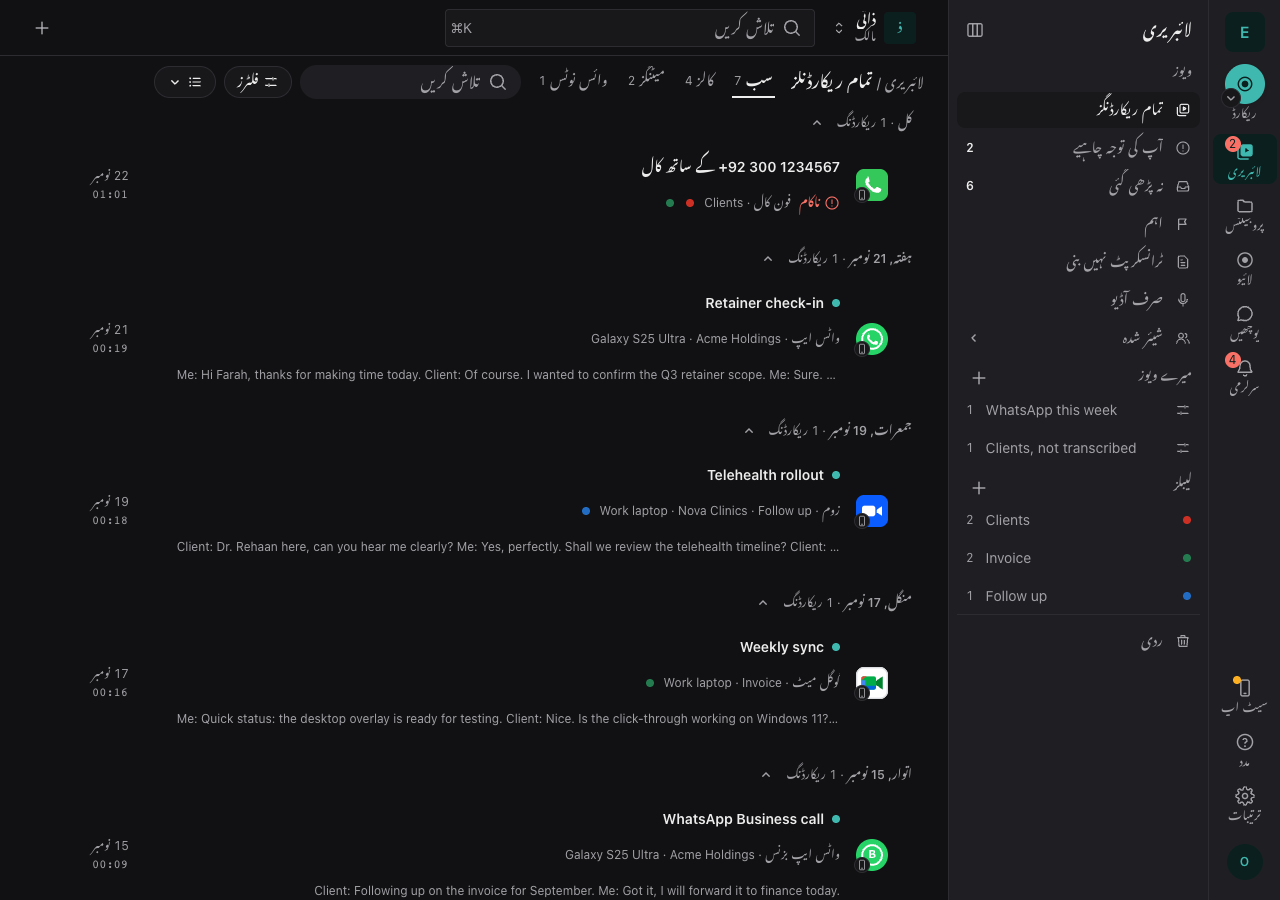 E
ریکارڈ
2
لائبریری
پروجیکٹس
لائیو
پوچھیں
4
سرگرمی
سیٹ اپ
مدد
ترتیبات
O
لائبریری
ویوز
تمام ریکارڈنگز
آپ کی توجہ چاہیے 2
نہ پڑھی گئی 6
اہم
ٹرانسکرپٹ نہیں بنی
صرف آڈیو
شیئر شدہ
میرے ویوز
WhatsApp this week 1
Clients, not transcribed 1
لیبلز
Clients 2
Invoice 2
Follow up 1
ردی
ذ
ذاتی
مالک
تلاش کریں ⌘K
لائبریری / تمام ریکارڈنگز
سب 7
کالز 4
میٹنگز 2
وائس نوٹس 1
تلاش کریں
فلٹرز
کل · 1 ریکارڈنگ
+92 300 1234567 کے ساتھ کال
ناکام فون کال · Clients
22 نومبر
01:01
ہفتہ, 21 نومبر · 1 ریکارڈنگ
Retainer check-in
واٹس ایپ · Galaxy S25 Ultra · Acme Holdings
Me: Hi Farah, thanks for making time today. Client: Of course. I wanted to confirm the Q3 retainer scope. Me: Sure. ...
21 نومبر
00:19
جمعرات, 19 نومبر · 1 ریکارڈنگ
Telehealth rollout
زوم · Work laptop · Nova Clinics · Follow up
Client: Dr. Rehaan here, can you hear me clearly? Me: Yes, perfectly. Shall we review the telehealth timeline? Client: ...
19 نومبر
00:18
منگل, 17 نومبر · 1 ریکارڈنگ
Weekly sync
گوگل میٹ · Work laptop · Invoice
Me: Quick status: the desktop overlay is ready for testing. Client: Nice. Is the click-through working on Windows 11?...
17 نومبر
00:16
اتوار, 15 نومبر · 1 ریکارڈنگ
WhatsApp Business call
واٹس ایپ بزنس · Galaxy S25 Ultra · Acme Holdings
Client: Following up on the invoice for September. Me: Got it, I will forward it to finance today.
15 نومبر
00:09